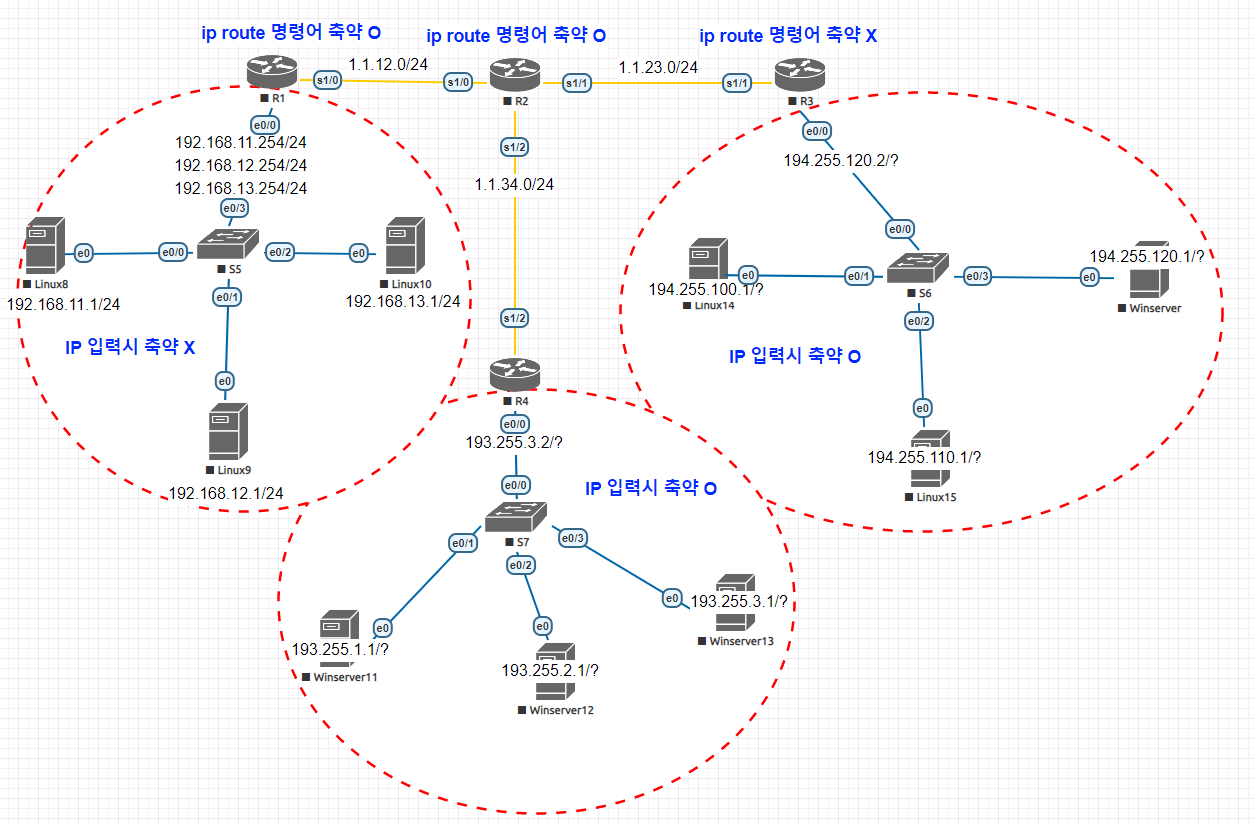 ip route 명령어 축약 O
ip route 명령어 축약 O
ip route 명령어 축약 X
1.1.12.0/24
1.1.23.0/24
s1/0
s1/0
s1/1
s1/1
R1
R2
R3
e0/0
192.168.11.254/24
192.168.12.254/24
192.168.13.254/24
e0/3
s1/2
1.1.34.0/24
e0/0
194.255.120.2/?
e0/0
e0
e0/0
e0/2
e0
S5
Linux8
Linux10
192.168.11.1/24
192.168.13.1/24
e0/1
IP 입력시 축약 X
e0
Linux9
192.168.12.1/24
194.255.120.1/?
e0
e0/1
e0/3
e0
194.255.100.1/?
S6
Linux14
Winserver
e0/2
IP 입력시 축약 O
e0
194.255.110.1/?
Linux15
s1/2
R4
e0/0
193.255.3.2/?
e0/0
IP 입력시 축약 O
S7
e0/1
e0/3
e0/2
e0
193.255.3.1/?
e0
e0
Winserver13
193.255.1.1/?
Winserver11
193.255.2.1/?
Winserver12